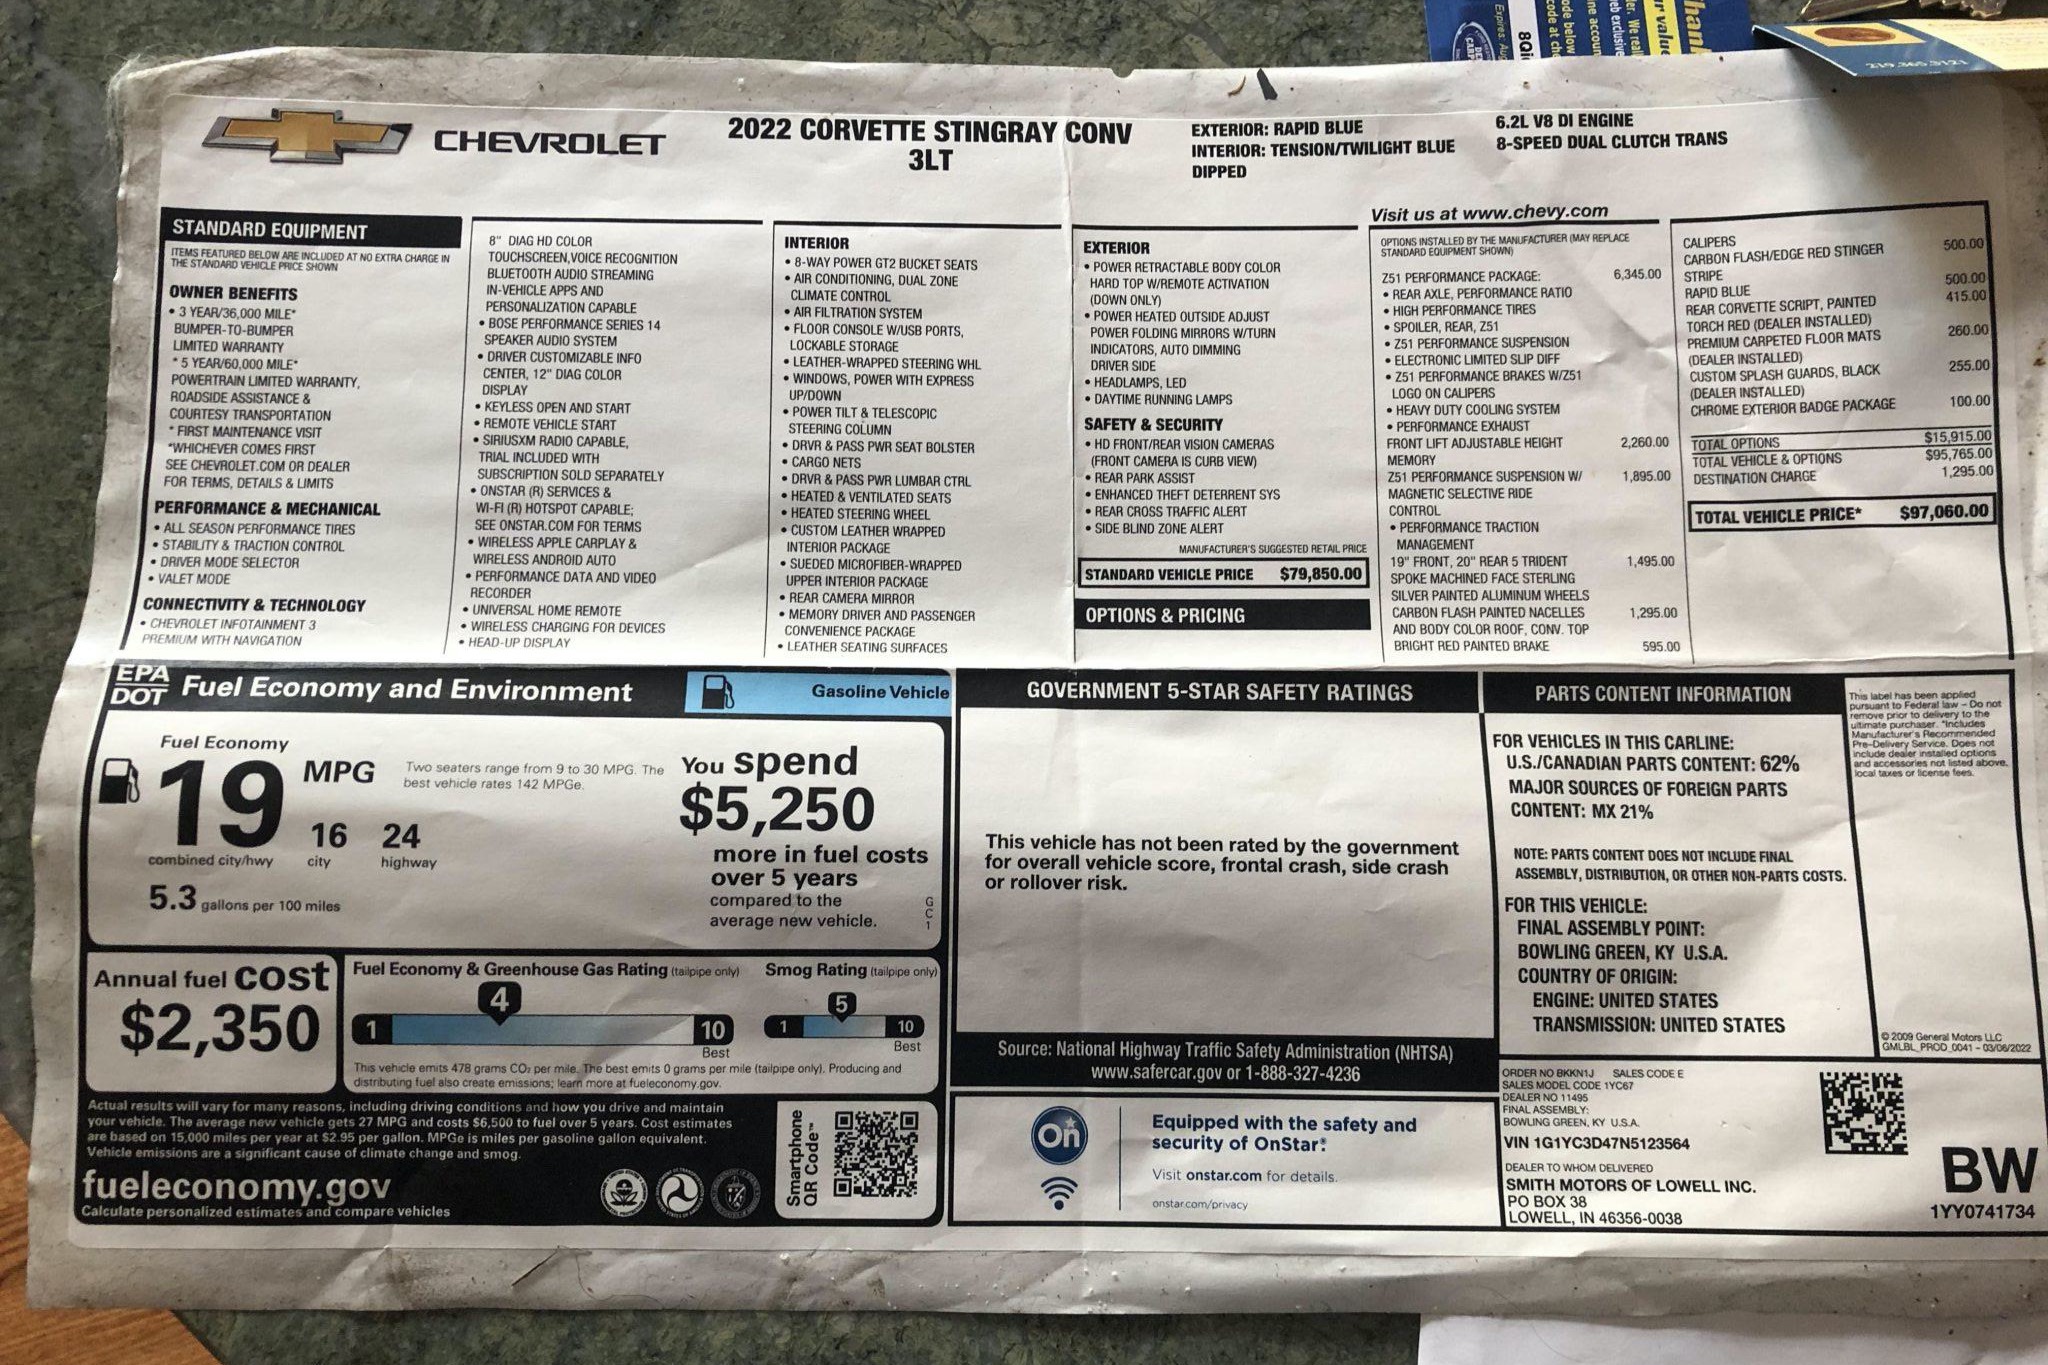 CHEVROLET
2022 CORVETTE STINGRAY CONV
3LT
EXTERIOR: RAPID BLUE
INTERIOR: TENSION/TWILIGHT BLUE
DIPPED
6.2L V8 DI ENGINE
8-SPEED DUAL CLUTCH TRANS
Visit us at www.chevy.com
STANDARD EQUIPMENT
ITEMS FEATURED BELOW ARE INCLUDED AT NO EXTRA CHARGE IN
THE STANDARD VEHICLE PRICE SHOWN
OWNER BENEFITS
• 3 YEAR/36,000 MILE*
BUMPER-TO-BUMPER
LIMITED WARRANTY
* 5 YEAR/60,000 MILE*
POWERTRAIN LIMITED WARRANTY,
ROADSIDE ASSISTANCE &
COURTESY TRANSPORTATION
* FIRST MAINTENANCE VISIT
*WHICHEVER COMES FIRST
SEE CHEVROLET.COM OR DEALER
FOR TERMS, DETAILS & LIMITS
PERFORMANCE & MECHANICAL
• ALL SEASON PERFORMANCE TIRES
• STABILITY & TRACTION CONTROL
• DRIVER MODE SELECTOR
• VALET MODE
CONNECTIVITY & TECHNOLOGY
• CHEVROLET INFOTAINMENT 3
PREMIUM WITH NAVIGATION
8" DIAG HD COLOR
TOUCHSCREEN,VOICE RECOGNITION
BLUETOOTH AUDIO STREAMING
IN-VEHICLE APPS AND
PERSONALIZATION CAPABLE
• BOSE PERFORMANCE SERIES 14
SPEAKER AUDIO SYSTEM
• DRIVER CUSTOMIZABLE INFO
CENTER, 12" DIAG COLOR
DISPLAY
• KEYLESS OPEN AND START
• REMOTE VEHICLE START
• SIRIUSXM RADIO CAPABLE,
TRIAL INCLUDED WITH
SUBSCRIPTION SOLD SEPARATELY
• ONSTAR (R) SERVICES &
WI-FI (R) HOTSPOT CAPABLE;
SEE ONSTAR.COM FOR TERMS
• WIRELESS APPLE CARPLAY &
WIRELESS ANDROID AUTO
• PERFORMANCE DATA AND VIDEO
RECORDER
• UNIVERSAL HOME REMOTE
• WIRELESS CHARGING FOR DEVICES
• HEAD-UP DISPLAY
INTERIOR
• 8-WAY POWER GT2 BUCKET SEATS
• AIR CONDITIONING, DUAL ZONE
CLIMATE CONTROL
• AIR FILTRATION SYSTEM
• FLOOR CONSOLE W/USB PORTS,
LOCKABLE STORAGE
• LEATHER-WRAPPED STEERING WHL
• WINDOWS, POWER WITH EXPRESS
UP/DOWN
• POWER TILT & TELESCOPIC
STEERING COLUMN
• DRVR & PASS PWR SEAT BOLSTER
• CARGO NETS
• DRVR & PASS PWR LUMBAR CTRL
• HEATED & VENTILATED SEATS
• HEATED STEERING WHEEL
• CUSTOM LEATHER WRAPPED
INTERIOR PACKAGE
• SUEDED MICROFIBER-WRAPPED
UPPER INTERIOR PACKAGE
• REAR CAMERA MIRROR
• MEMORY DRIVER AND PASSENGER
CONVENIENCE PACKAGE
• LEATHER SEATING SURFACES
EXTERIOR
• POWER RETRACTABLE BODY COLOR
HARD TOP W/REMOTE ACTIVATION
(DOWN ONLY)
• POWER HEATED OUTSIDE ADJUST
POWER FOLDING MIRRORS W/TURN
INDICATORS, AUTO DIMMING
DRIVER SIDE
• HEADLAMPS, LED
• DAYTIME RUNNING LAMPS
SAFETY & SECURITY
• HD FRONT/REAR VISION CAMERAS
(FRONT CAMERA IS CURB VIEW)
• REAR PARK ASSIST
• ENHANCED THEFT DETERRENT SYS
• REAR CROSS TRAFFIC ALERT
• SIDE BLIND ZONE ALERT
MANUFACTURER'S SUGGESTED RETAIL PRICE
STANDARD VEHICLE PRICE $79,850.00
OPTIONS & PRICING
OPTIONS INSTALLED BY THE MANUFACTURER (MAY REPLACE
STANDARD EQUIPMENT SHOWN)
Z51 PERFORMANCE PACKAGE: 6,345.00
• REAR AXLE, PERFORMANCE RATIO
• HIGH PERFORMANCE TIRES
• SPOILER, REAR, Z51
• Z51 PERFORMANCE SUSPENSION
• ELECTRONIC LIMITED SLIP DIFF
• Z51 PERFORMANCE BRAKES W/Z51
LOGO ON CALIPERS
• HEAVY DUTY COOLING SYSTEM
• PERFORMANCE EXHAUST
FRONT LIFT ADJUSTABLE HEIGHT 2,260.00
MEMORY
Z51 PERFORMANCE SUSPENSION W/ 1,895.00
MAGNETIC SELECTIVE RIDE
CONTROL
• PERFORMANCE TRACTION
MANAGEMENT
19" FRONT, 20" REAR 5 TRIDENT 1,495.00
SPOKE MACHINED FACE STERLING
SILVER PAINTED ALUMINUM WHEELS
CARBON FLASH PAINTED NACELLES 1,295.00
AND BODY COLOR ROOF, CONV. TOP
BRIGHT RED PAINTED BRAKE 595.00
CALIPERS
CARBON FLASH/EDGE RED STINGER 500.00
STRIPE
RAPID BLUE 500.00
REAR CORVETTE SCRIPT, PAINTED 415.00
TORCH RED (DEALER INSTALLED)
PREMIUM CARPETED FLOOR MATS 260.00
(DEALER INSTALLED)
CUSTOM SPLASH GUARDS, BLACK 255.00
(DEALER INSTALLED)
CHROME EXTERIOR BADGE PACKAGE 100.00
TOTAL OPTIONS $15,915.00
TOTAL VEHICLE & OPTIONS $95,765.00
DESTINATION CHARGE 1,295.00
TOTAL VEHICLE PRICE* $97,060.00
EPA
DOT
Fuel Economy and Environment
Gasoline Vehicle
Fuel Economy
19 MPG
combined city/hwy
16
city
24
highway
5.3 gallons per 100 miles
Two seaters range from 9 to 30 MPG. The
best vehicle rates 142 MPGe.
You spend
$5,250
more in fuel costs
over 5 years
compared to the
average new vehicle.
GC1
Annual fuel cost
$2,350
Fuel Economy & Greenhouse Gas Rating (tailpipe only)
4
1 10
Best
Smog Rating (tailpipe only)
5
1 10
Best
This vehicle emits 478 grams CO₂ per mile. The best emits 0 grams per mile (tailpipe only). Producing and
distributing fuel also create emissions; learn more at fueleconomy.gov.
Actual results will vary for many reasons, including driving conditions and how you drive and maintain
your vehicle. The average new vehicle gets 27 MPG and costs $6,500 to fuel over 5 years. Cost estimates
are based on 15,000 miles per year at $2.95 per gallon. MPGe is miles per gasoline gallon equivalent.
Vehicle emissions are a significant cause of climate change and smog.
fueleconomy.gov
Calculate personalized estimates and compare vehicles
Smartphone
QR Code™
GOVERNMENT 5-STAR SAFETY RATINGS
This vehicle has not been rated by the government
for overall vehicle score, frontal crash, side crash
or rollover risk.
Source: National Highway Traffic Safety Administration (NHTSA)
www.safercar.gov or 1-888-327-4236
On
Equipped with the safety and
security of OnStar®.
Visit onstar.com for details.
onstar.com/privacy
PARTS CONTENT INFORMATION
FOR VEHICLES IN THIS CARLINE:
U.S./CANADIAN PARTS CONTENT: 62%
MAJOR SOURCES OF FOREIGN PARTS
CONTENT: MX 21%
NOTE: PARTS CONTENT DOES NOT INCLUDE FINAL
ASSEMBLY, DISTRIBUTION, OR OTHER NON-PARTS COSTS.
FOR THIS VEHICLE:
FINAL ASSEMBLY POINT:
BOWLING GREEN, KY U.S.A.
COUNTRY OF ORIGIN:
ENGINE: UNITED STATES
TRANSMISSION: UNITED STATES
This label has been applied
pursuant to Federal law – Do not
remove prior to delivery to the
ultimate purchaser. *Includes
Manufacturer's Recommended
Pre-Delivery Service. Does not
include dealer installed options
and accessories not listed above,
local taxes or license fees.
© 2009 General Motors LLC
GMLBL_PROD_0041 - 03/08/2022
ORDER NO BKKN1J SALES CODE E
SALES MODEL CODE 1YC67
DEALER NO 11495
FINAL ASSEMBLY:
BOWLING GREEN, KY U.S.A.
VIN 1G1YC3D47N5123564
DEALER TO WHOM DELIVERED
SMITH MOTORS OF LOWELL INC.
PO BOX 38
LOWELL, IN 46356-0038
BW
1YY0741734
219.365.3121